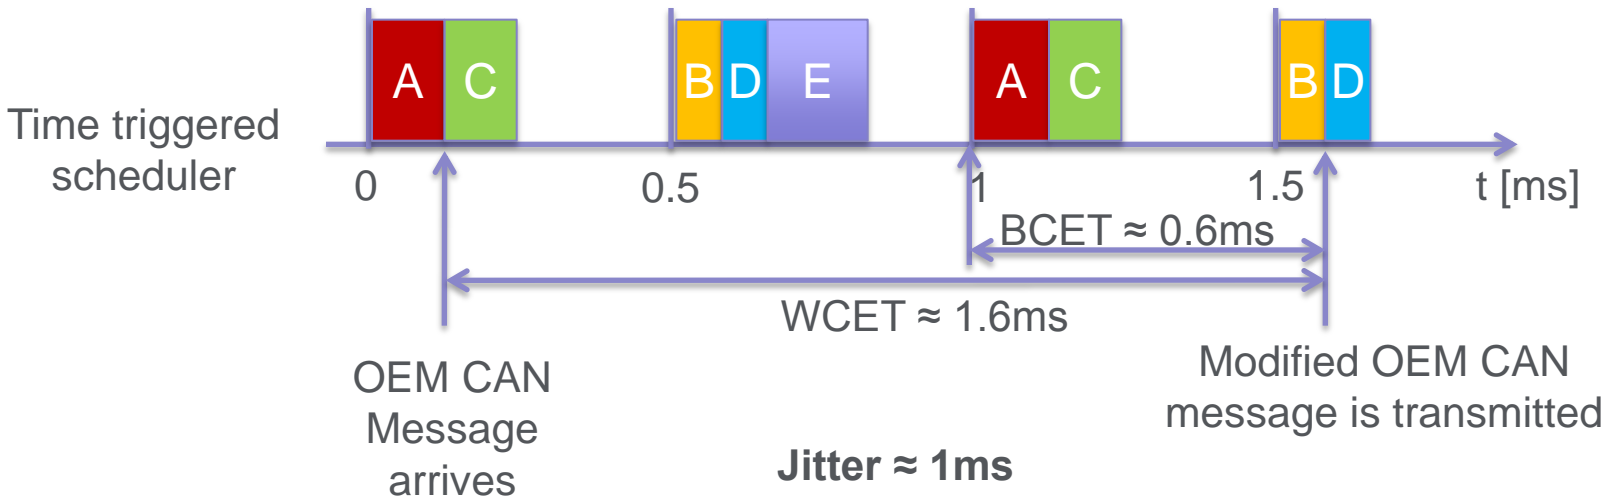 A C B D E A C B D
Time triggered
scheduler
0 0.5 1 1.5 t [ms]
BCET ≈ 0.6ms
WCET ≈ 1.6ms
OEM CAN
Message
arrives
Modified OEM CAN
message is transmitted
Jitter ≈ 1ms